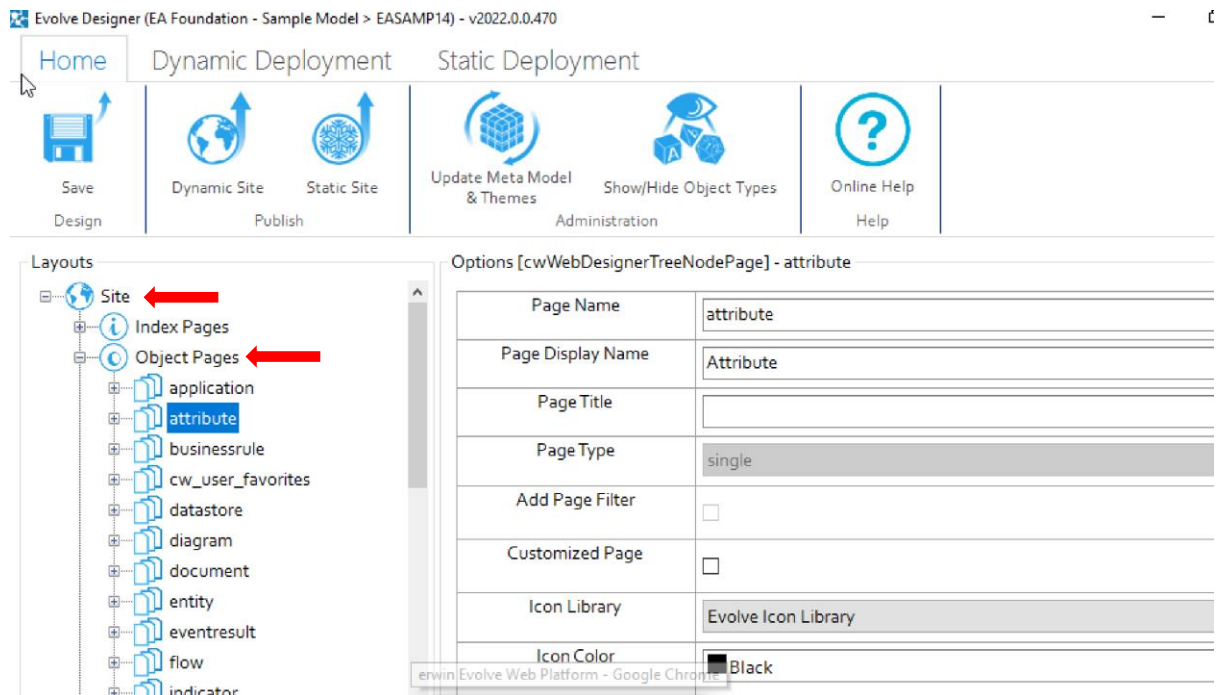 Evolve Designer (EA Foundation - Sample Model > EASAMP14) - v2022.0.0.470
Home Dynamic Deployment Static Deployment
Save
Dynamic Site
Static Site
Update Meta Model
& Themes
Show/Hide Object Types
Online Help
Design
Publish
Administration
Help
Layouts
Site
Index Pages
Object Pages
application
attribute
businessrule
cw_user_favorites
datastore
diagram
document
entity
eventresult
flow
indicator
Options [cwWebDesignerTreeNodePage] - attribute
Page Name attribute
Page Display Name Attribute
Page Title
Page Type single
Add Page Filter
Customized Page
Icon Library Evolve Icon Library
Icon Color Black
erwin Evolve Web Platform - Google Chrome